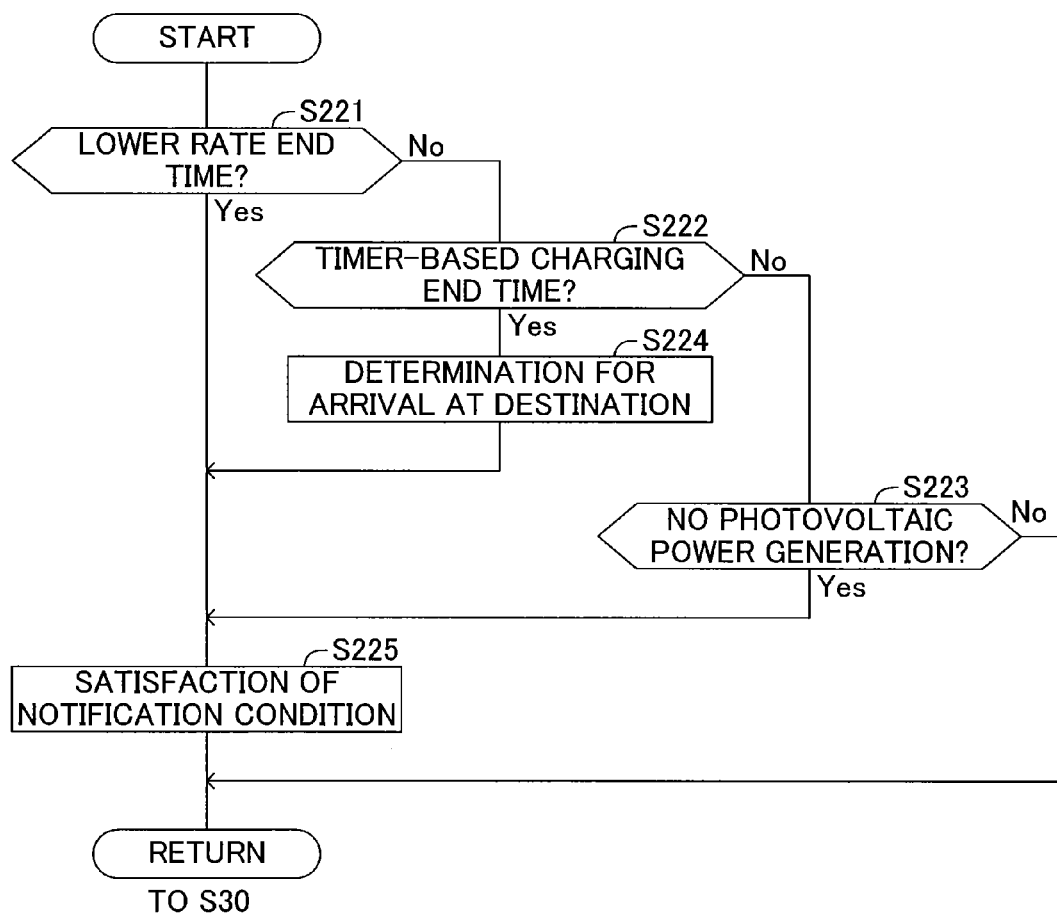 START
S221
LOWER RATE END
TIME?
No
Yes
S222
TIMER-BASED CHARGING
END TIME?
No
Yes
S224
DETERMINATION FOR
ARRIVAL AT DESTINATION
S223
NO PHOTOVOLTAIC
POWER GENERATION?
No
Yes
S225
SATISFACTION OF
NOTIFICATION CONDITION
RETURN
TO S30